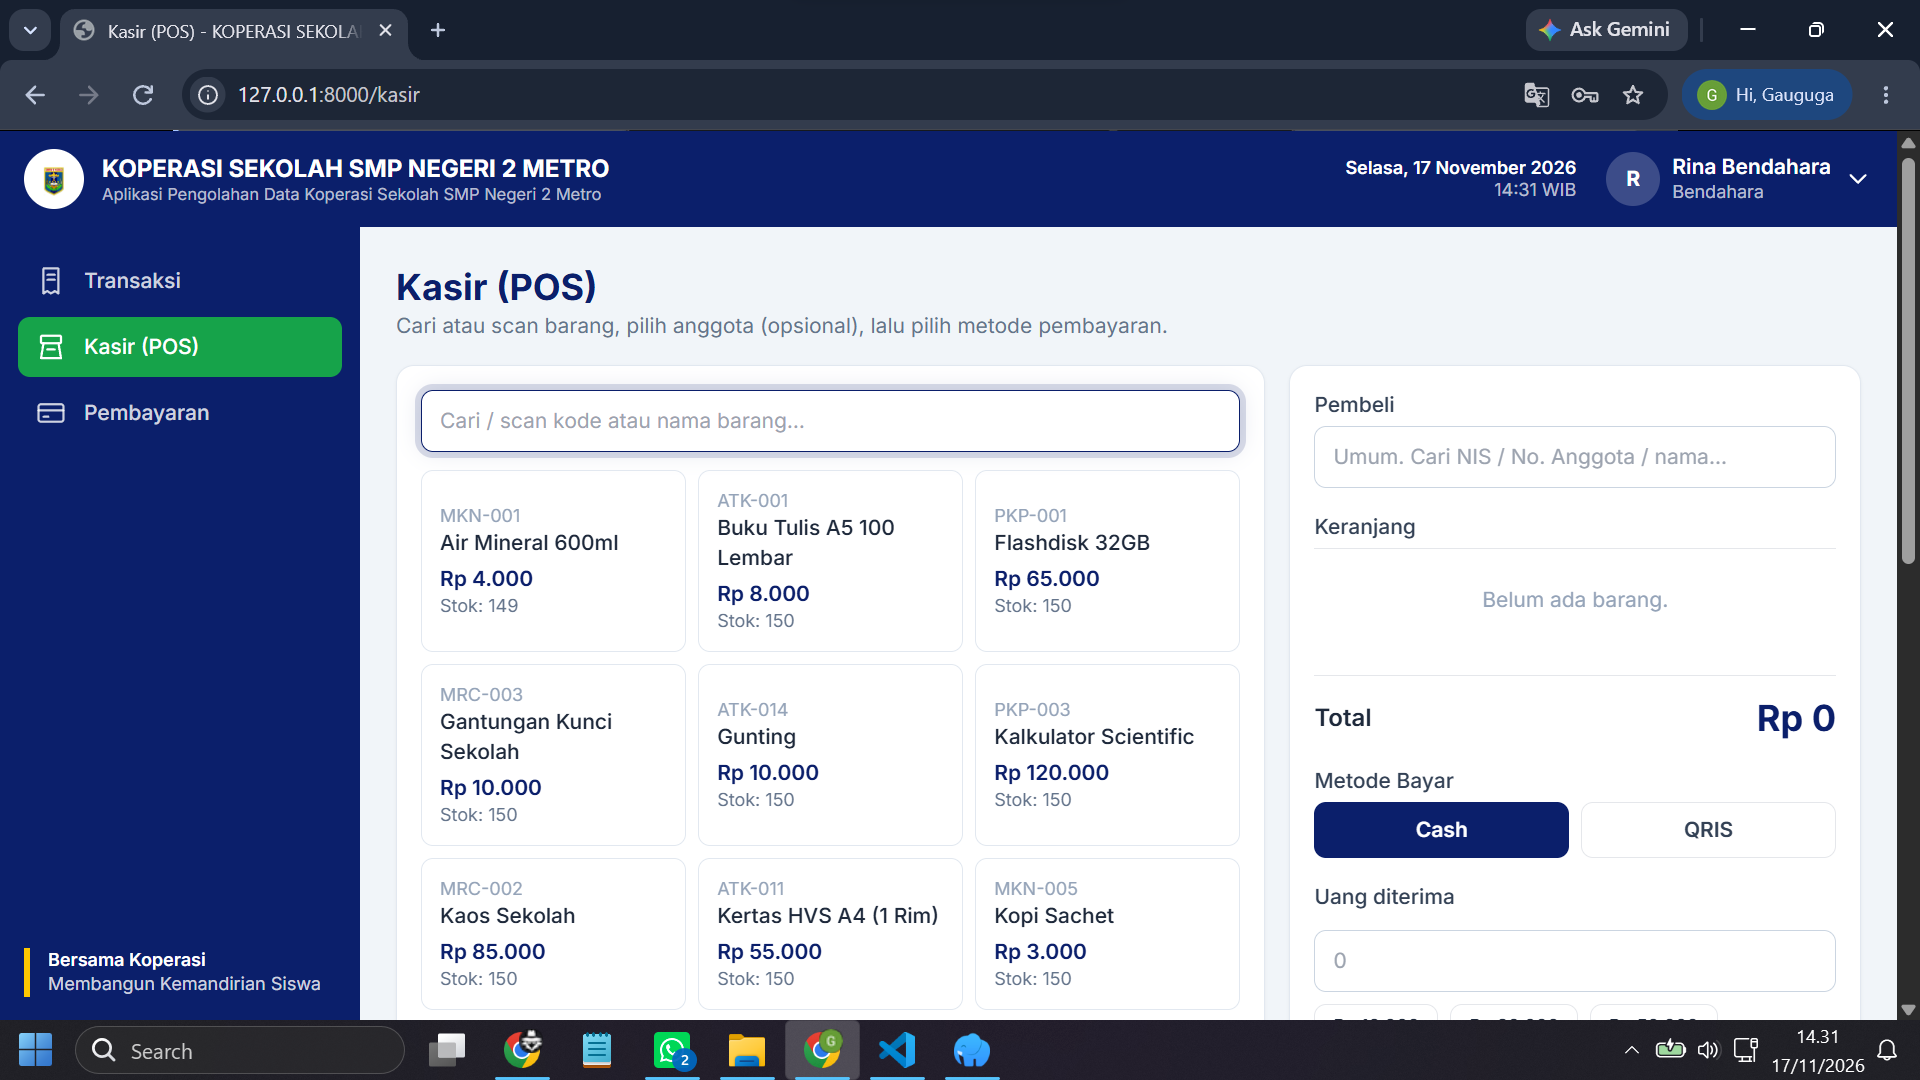 Kasir (POS) - KOPERASI SEKOLA
Ask Gemini
127.0.0.1:8000/kasir
G
Hi, Gauguga
KOPERASI SEKOLAH SMP NEGERI 2 METRO
Aplikasi Pengolahan Data Koperasi Sekolah SMP Negeri 2 Metro
Selasa, 17 November 2026
14:31 WIB
R
Rina Bendahara
Bendahara
Transaksi
Kasir (POS)
Pembayaran
Bersama Koperasi
Membangun Kemandirian Siswa
Kasir (POS)
Cari atau scan barang, pilih anggota (opsional), lalu pilih metode pembayaran.
Cari / scan kode atau nama barang...
MKN-001
Air Mineral 600ml
Rp 4.000
Stok: 149
ATK-001
Buku Tulis A5 100
Lembar
Rp 8.000
Stok: 150
PKP-001
Flashdisk 32GB
Rp 65.000
Stok: 150
MRC-003
Gantungan Kunci
Sekolah
Rp 10.000
Stok: 150
ATK-014
Gunting
Rp 10.000
Stok: 150
PKP-003
Kalkulator Scientific
Rp 120.000
Stok: 150
MRC-002
Kaos Sekolah
Rp 85.000
Stok: 150
ATK-011
Kertas HVS A4 (1 Rim)
Rp 55.000
Stok: 150
MKN-005
Kopi Sachet
Rp 3.000
Stok: 150
Pembeli
Umum. Cari NIS / No. Anggota / nama...
Keranjang
Belum ada barang.
Total
Rp 0
Metode Bayar
Cash
QRIS
Uang diterima
0
Search
G
2
14.31
17/11/2026